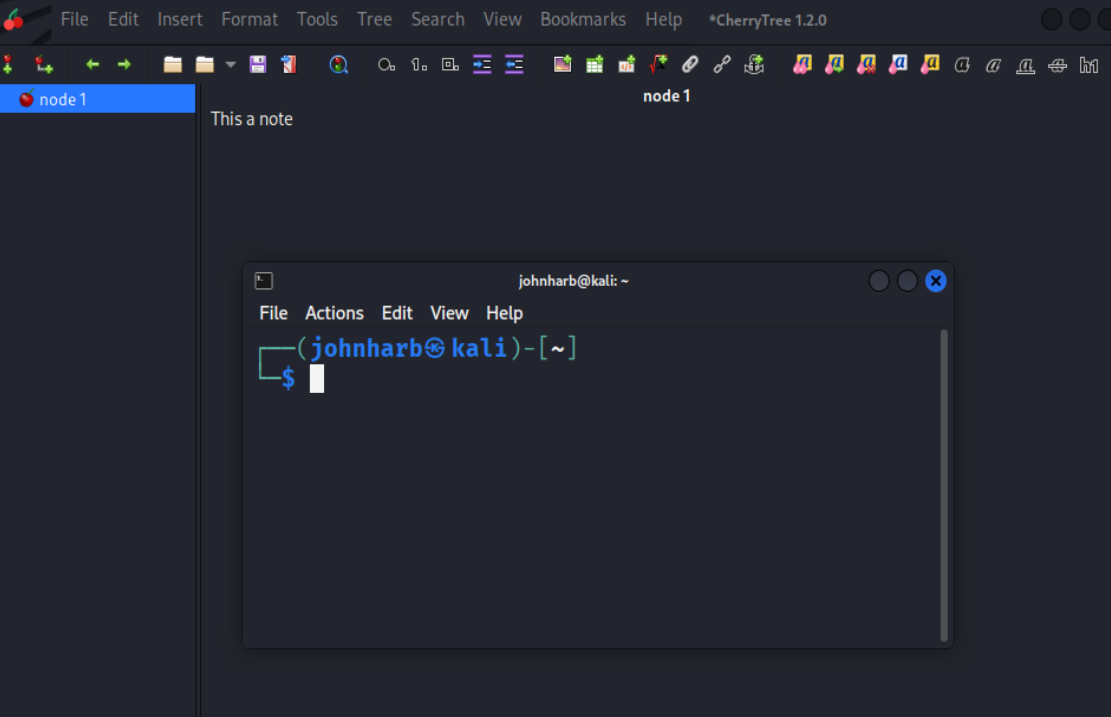 File Edit Insert Format Tools Tree Search View Bookmarks Help *CherryTree 1.2.0
node 1
node 1
This a note
johnharb@kali: ~
File Actions Edit View Help
┌──(johnharb㉿kali)-[~]
└─$